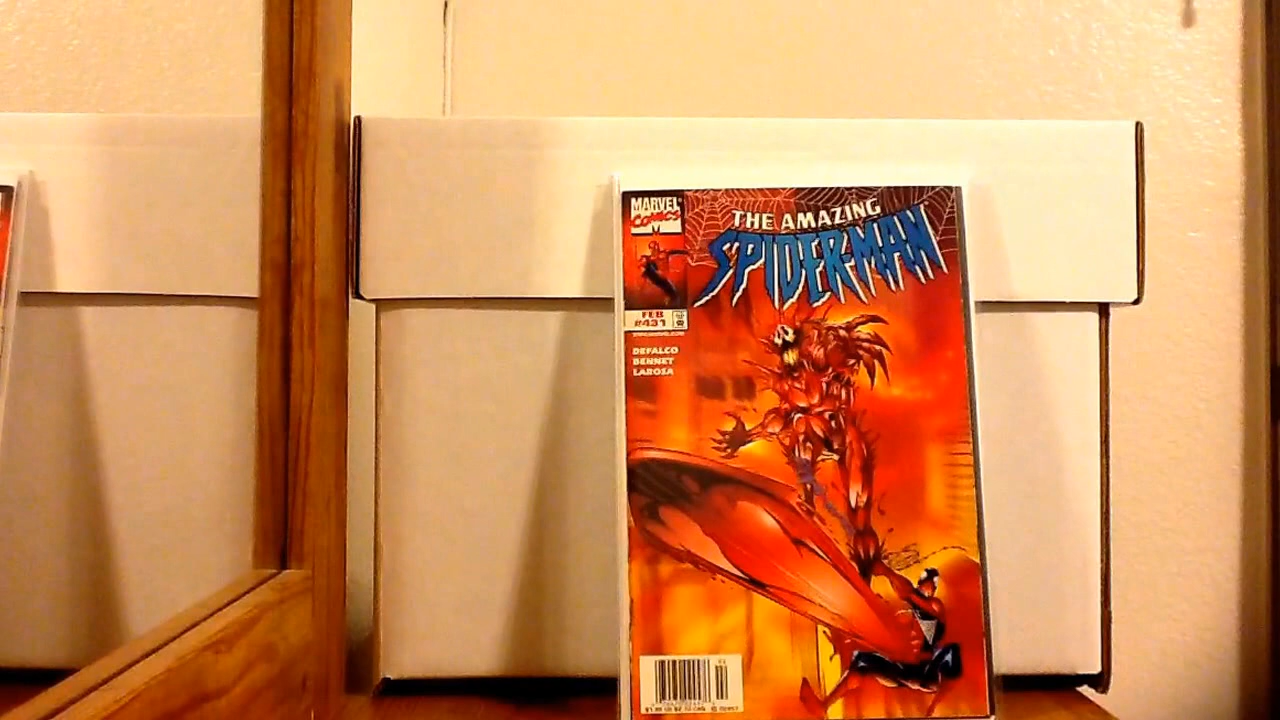 MARVEL
COMICS
THE AMAZING
SPIDER-MAN
FEB
#431
DEFALCO
BENNET
LAROSA